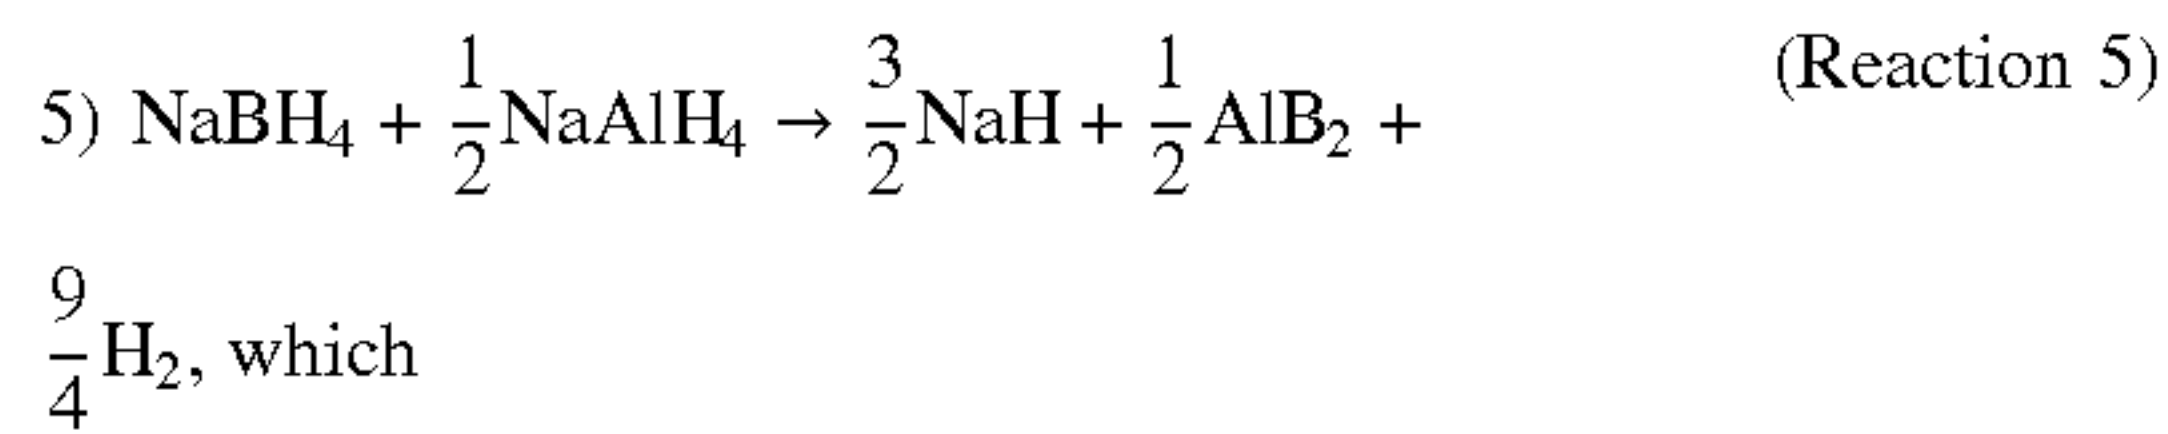 5) NaBH₄ + 1/2 NaAlH₄ → 3/2 NaH + 1/2 AlB₂ + (Reaction 5)
9/4 H₂, which